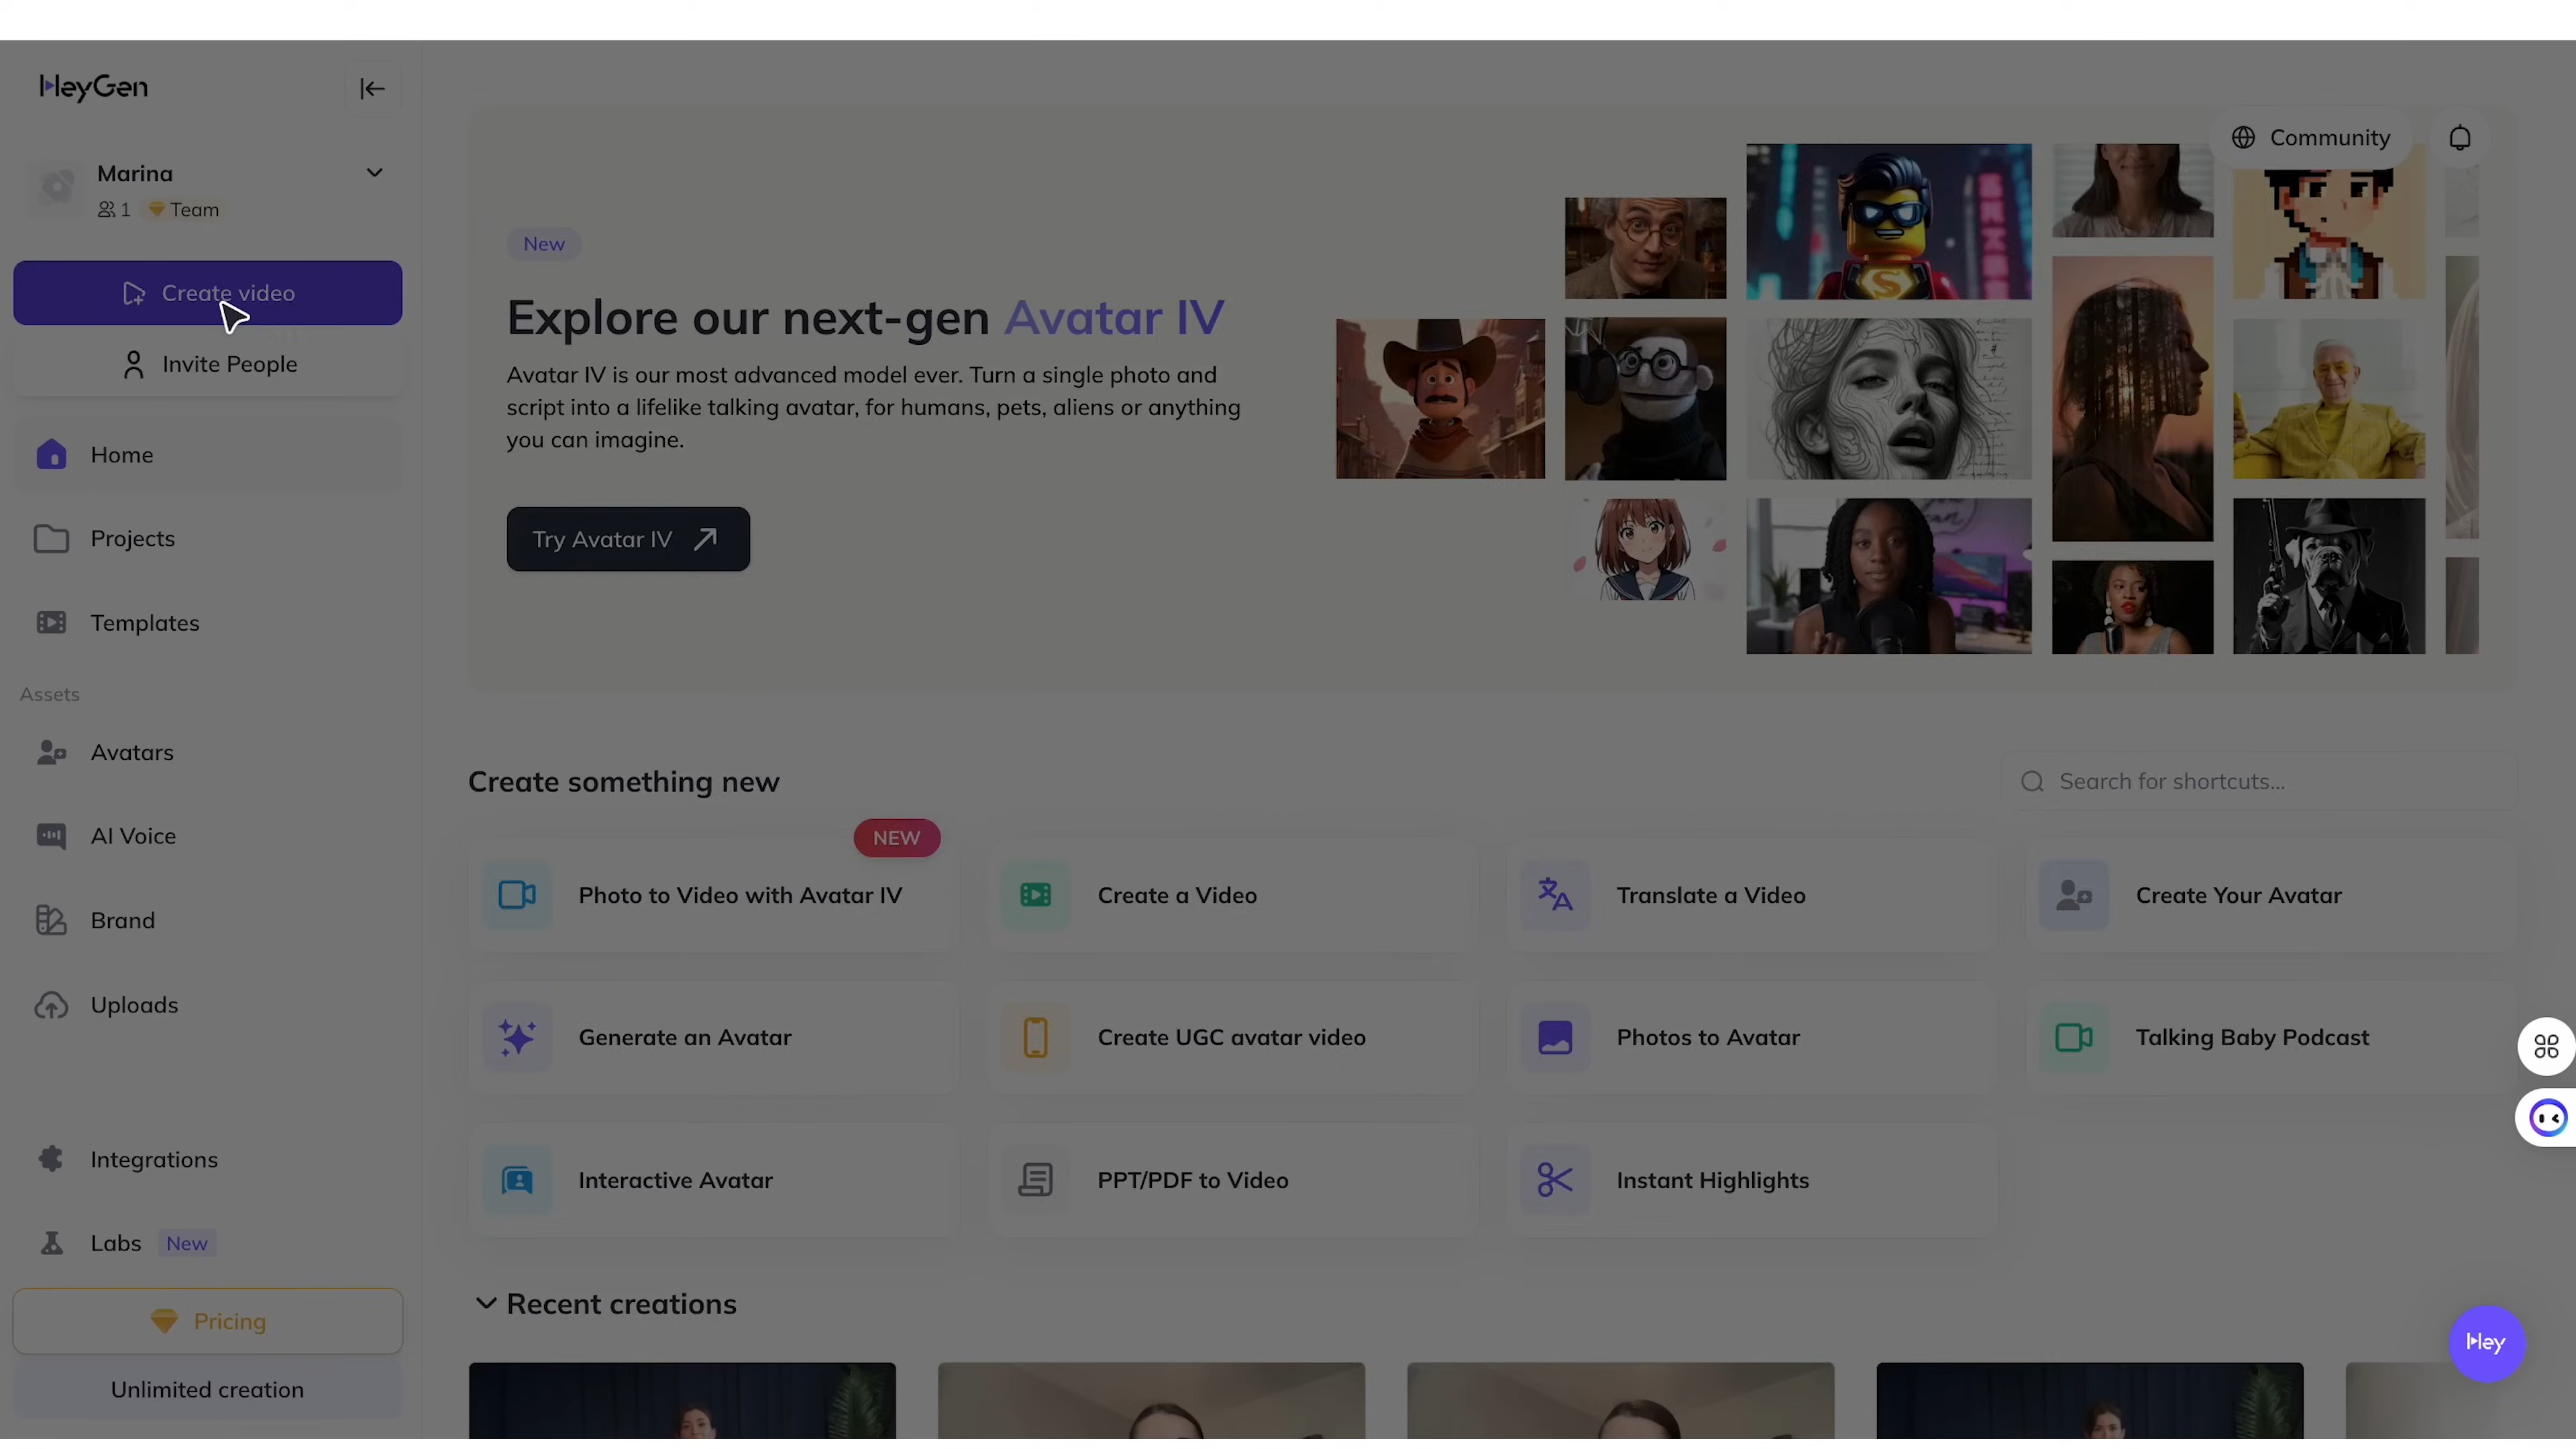 HeyGen
Marina
1 Team
Create video
Invite People
Home
Projects
Templates
Assets
Avatars
AI Voice
Brand
Uploads
Integrations
Labs New
Pricing
Unlimited creation
Community
New
Explore our next-gen Avatar IV
Avatar IV is our most advanced model ever. Turn a single photo and
script into a lifelike talking avatar, for humans, pets, aliens or anything
you can imagine.
Try Avatar IV
Create something new
Search for shortcuts...
NEW
Photo to Video with Avatar IV
Create a Video
Translate a Video
Create Your Avatar
Generate an Avatar
Create UGC avatar video
Photos to Avatar
Talking Baby Podcast
Interactive Avatar
PPT/PDF to Video
Instant Highlights
Recent creations
Hey